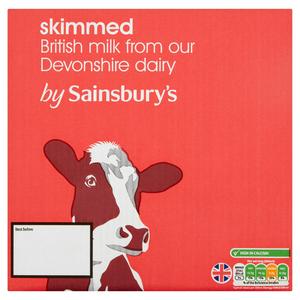 skimmed
British milk from our
Devonshire dairy
by Sainsbury's
Best before
HIGH IN CALCIUM